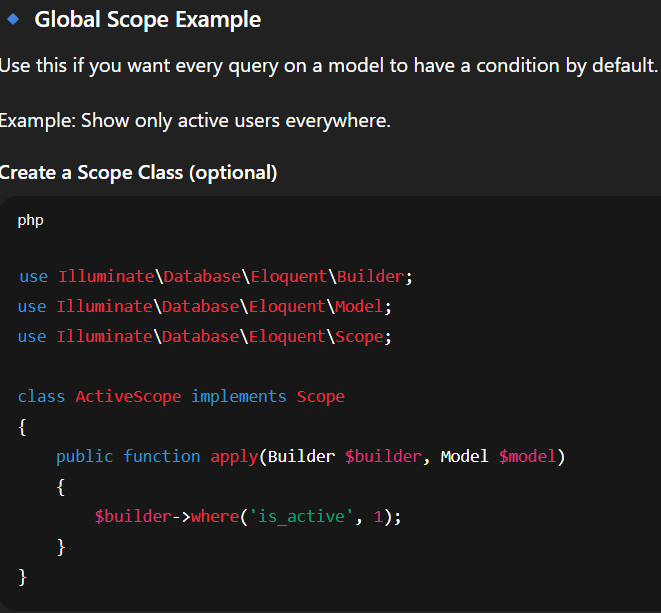 Global Scope Example
Use this if you want every query on a model to have a condition by default.
Example: Show only active users everywhere.
Create a Scope Class (optional)
php
use Illuminate\Database\Eloquent\Builder;
use Illuminate\Database\Eloquent\Model;
use Illuminate\Database\Eloquent\Scope;
class ActiveScope implements Scope
{
    public function apply(Builder $builder, Model $model)
    {
        $builder->where('is_active', 1);
    }
}